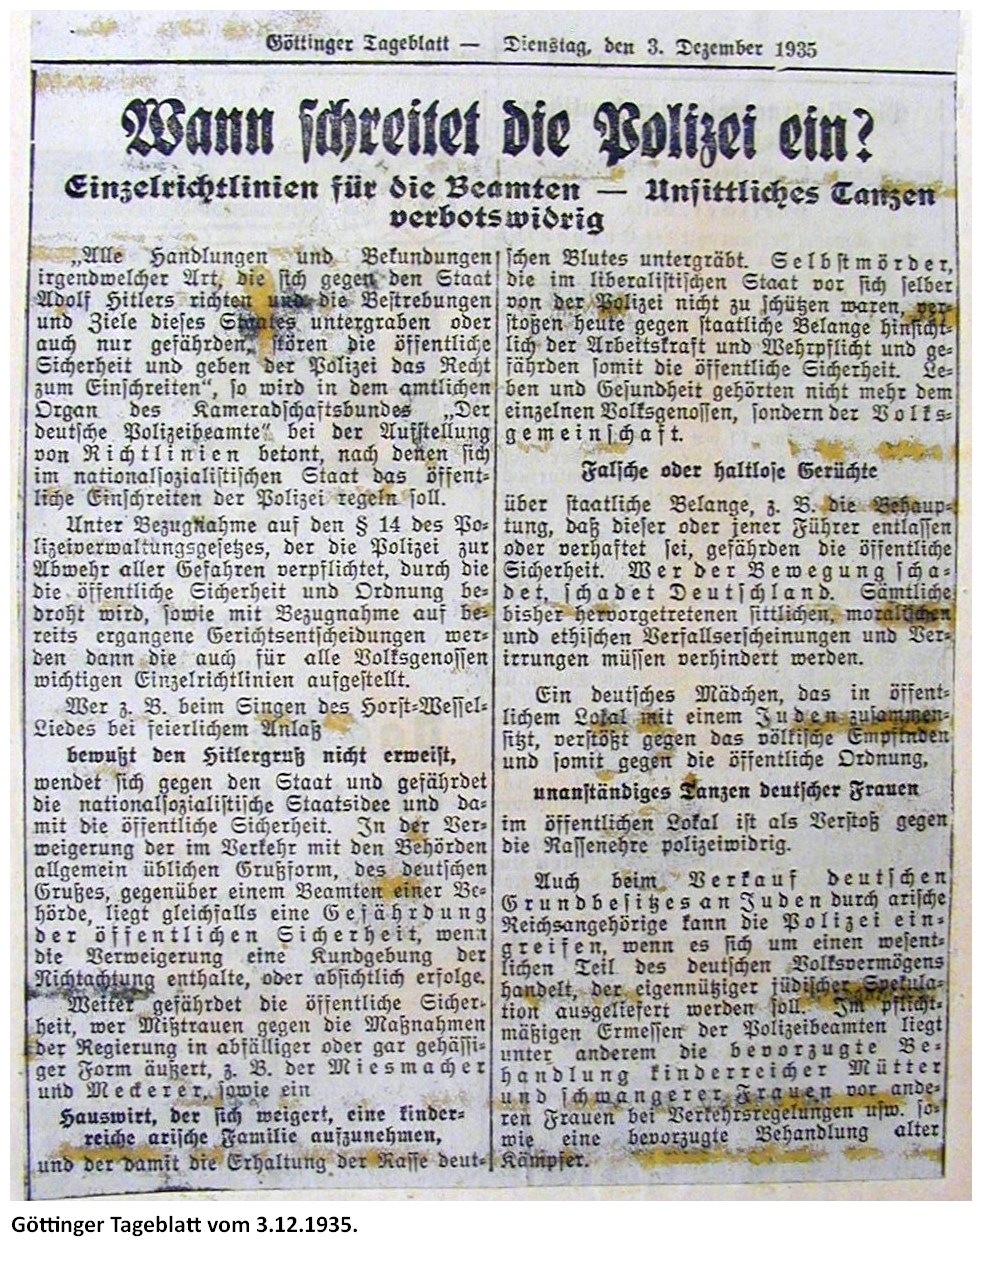 Göttinger Tageblatt — Dienstag, den 3. Dezember 1935
Wann schreitet die Polizei ein?
Einzelrichtlinien für die Beamten — Unsittliches Tanzen
verbotswidrig
„Alle Handlungen und Bekundungen
irgendwelcher Art, die sich gegen den Staat
Adolf Hitlers richten und die Bestrebungen
und Ziele dieses Staates untergraben oder
auch nur gefährden, stören die öffentliche
Sicherheit und geben der Polizei das Recht
zum Einschreiten“, so wird in dem amtlichen
Organ des Kameradschaftsbundes „Der
deutsche Polizeibeamte“ bei der Aufstellung
von Richtlinien betont, nach denen sich
im nationalsozialistischen Staat das öffent-
liche Einschreiten der Polizei regeln soll.
Unter Bezugnahme auf den § 14 des Po-
lizeiverwaltungsgesetzes, der die Polizei zur
Abwehr aller Gefahren verpflichtet, durch die
die öffentliche Sicherheit und Ordnung be-
droht wird, sowie mit Bezugnahme auf be-
reits ergangene Gerichtsentscheidungen wer-
den dann die auch für alle Volksgenossen
wichtigen Einzelrichtlinien aufgestellt.
Wer z. B. beim Singen des Horst-Wessel-
Liedes bei feierlichem Anlaß
bewußt den Hitlergruß nicht erweist,
wendet sich gegen den Staat und gefährdet
die nationalsozialistische Staatsidee und da-
mit die öffentliche Sicherheit. In der Ver-
weigerung der im Verkehr mit den Behörden
allgemein üblichen Grußform, des deutschen
Grußes, gegenüber einem Beamten einer Be-
hörde, liegt gleichfalls eine Gefährdung
der öffentlichen Sicherheit, wenn
die Verweigerung eine Kundgebung der
Nichtachtung enthalte, oder absichtlich erfolge.
Weiter gefährdet die öffentliche Sicher-
heit, wer Mißtrauen gegen die Maßnahmen
der Regierung in abfälliger oder gar gehässi-
ger Form äußert, z. B. der Miesmacher
und Meckerer, sowie ein
Hauswirt, der sich weigert, eine kinder-
reiche arische Familie aufzunehmen,
und der damit die Erhaltung der Rasse deut-
schen Blutes untergräbt. Selbstmörder,
die im liberalistischen Staat vor sich selber
von der Polizei nicht zu schützen waren, ver-
stoßen heute gegen staatliche Belange hinsicht-
lich der Arbeitskraft und Wehrpflicht und ge-
fährden somit die öffentliche Sicherheit. Le-
ben und Gesundheit gehörten nicht mehr dem
einzelnen Volksgenossen, sondern der Volks-
gemeinschaft.
Falsche oder haltlose Gerüchte
über staatliche Belange, z. B. die Behaup-
tung, daß dieser oder jener Führer entlassen
oder verhaftet sei, gefährden die öffentliche
Sicherheit. Wer der Bewegung scha-
det, schadet Deutschland. Sämtliche
bisher hervorgetretenen sittlichen, moralischen
und ethischen Verfallserscheinungen und Ver-
irrungen müssen verhindert werden.
Ein deutsches Mädchen, das in öffent-
lichem Lokal mit einem Juden zusammen-
sitzt, verstößt gegen das völkische Empfinden
und somit gegen die öffentliche Ordnung,
unanständiges Tanzen deutscher Frauen
im öffentlichen Lokal ist als Verstoß gegen
die Rassenehre polizeiwidrig.
Auch beim Verkauf deutschen
Grundbesitzes an Juden durch arische
Reichsangehörige kann die Polizei ein-
greifen, wenn es sich um einen wesent-
lichen Teil des deutschen Volksvermögens
handelt, der eigennütziger jüdischer Spekula-
tion ausgeliefert werden soll. Im pflicht-
mäßigen Ermessen der Polizeibeamten liegt
unter anderem die bevorzugte Be-
handlung kinderreicher Mütter
und schwangerer Frauen vor ande-
ren Frauen bei Verkehrsregelungen usw. so-
wie eine bevorzugte Behandlung alter
Kämpfer.
Göttinger Tageblatt vom 3.12.1935.